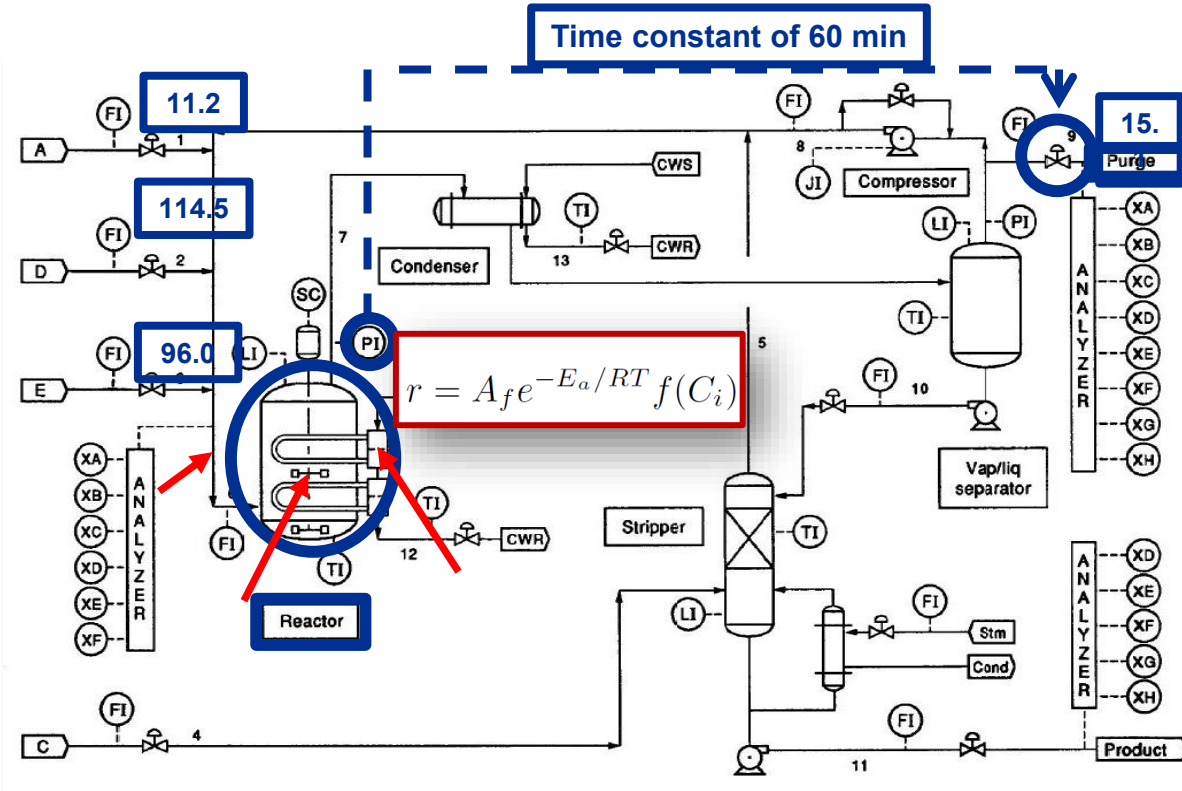 Time constant of 60 min
11.2
FI
A
1
114.5
FI
D
2
96.0
FI
E
LI
SC
PI
7
CWS
TI
CWR
13
Condenser
FI
8
JI
Compressor
FI
9
15.
Purge
LI
PI
TI
XA
XB
XC
XD
XE
XF
XG
XH
ANALYZER
r = A_f e^{-E_a/RT} f(C_i)
5
FI
10
Vap/liq
separator
XA
XB
XC
XD
XE
XF
ANALYZER
FI
TI
TI
12
CWR
Reactor
Stripper
TI
LI
FI
Stm
Cond
XD
XE
XF
XG
XH
ANALYZER
FI
C
4
FI
11
Product